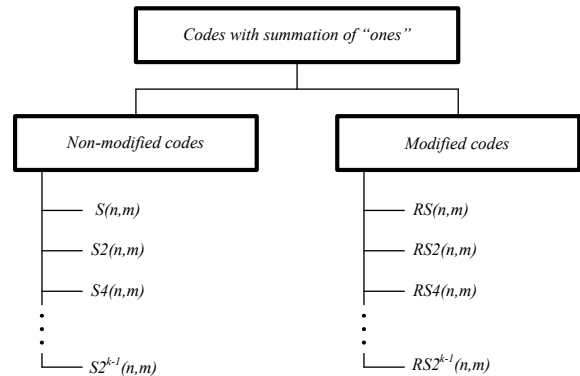 Codes with summation of “ones”
Non-modified codes
Modified codes
S(n,m)
S2(n,m)
S4(n,m)
S2^{k-1}(n,m)
RS(n,m)
RS2(n,m)
RS4(n,m)
RS2^{k-1}(n,m)